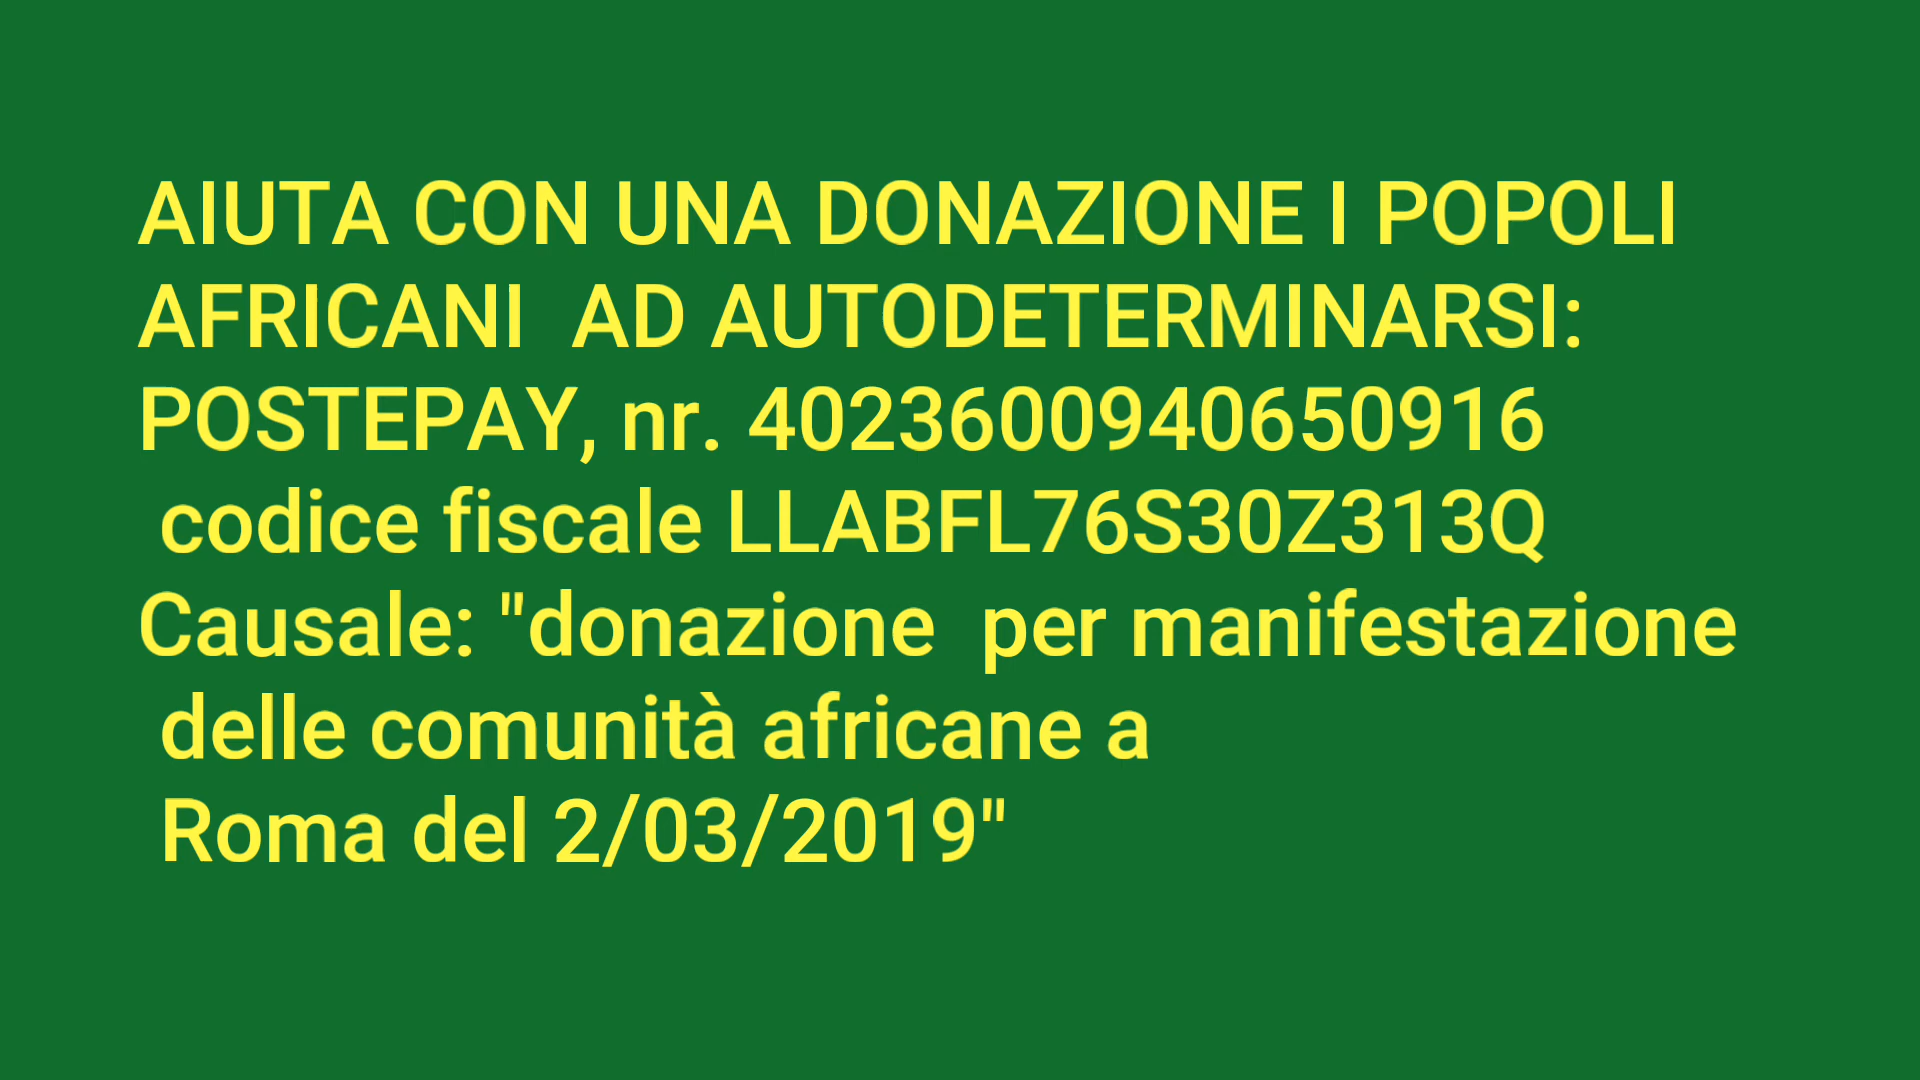 AIUTA CON UNA DONAZIONE I POPOLI
AFRICANI  AD AUTODETERMINARSI:
POSTEPAY, nr. 4023600940650916
codice fiscale LLABFL76S30Z313Q
Causale: "donazione  per manifestazione
delle comunità africane a
Roma del 2/03/2019"